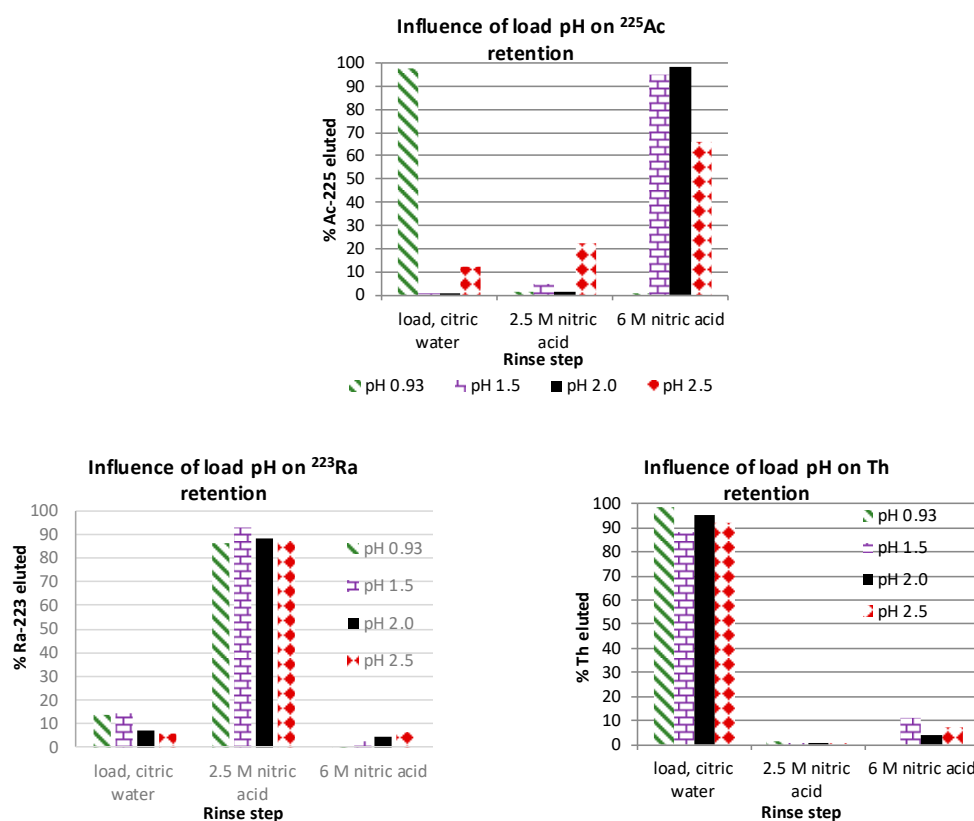 Influence of load pH on ²²⁵Ac
retention
100
90
80
70
60
50
40
30
20
10
0
% Ac-225 eluted
load, citric
water
2.5 M nitric
acid
6 M nitric acid
Rinse step
pH 0.93
pH 1.5
pH 2.0
pH 2.5
Influence of load pH on ²²³Ra
retention
100
90
80
70
60
50
40
30
20
10
0
% Ra-223 eluted
pH 0.93
pH 1.5
pH 2.0
pH 2.5
load, citric
water
2.5 M nitric
acid
6 M nitric acid
Rinse step
Influence of load pH on Th
retention
100
90
80
70
60
50
40
30
20
10
0
% Th eluted
pH 0.93
pH 1.5
pH 2.0
pH 2.5
load, citric
water
2.5 M nitric
acid
6 M nitric acid
Rinse step